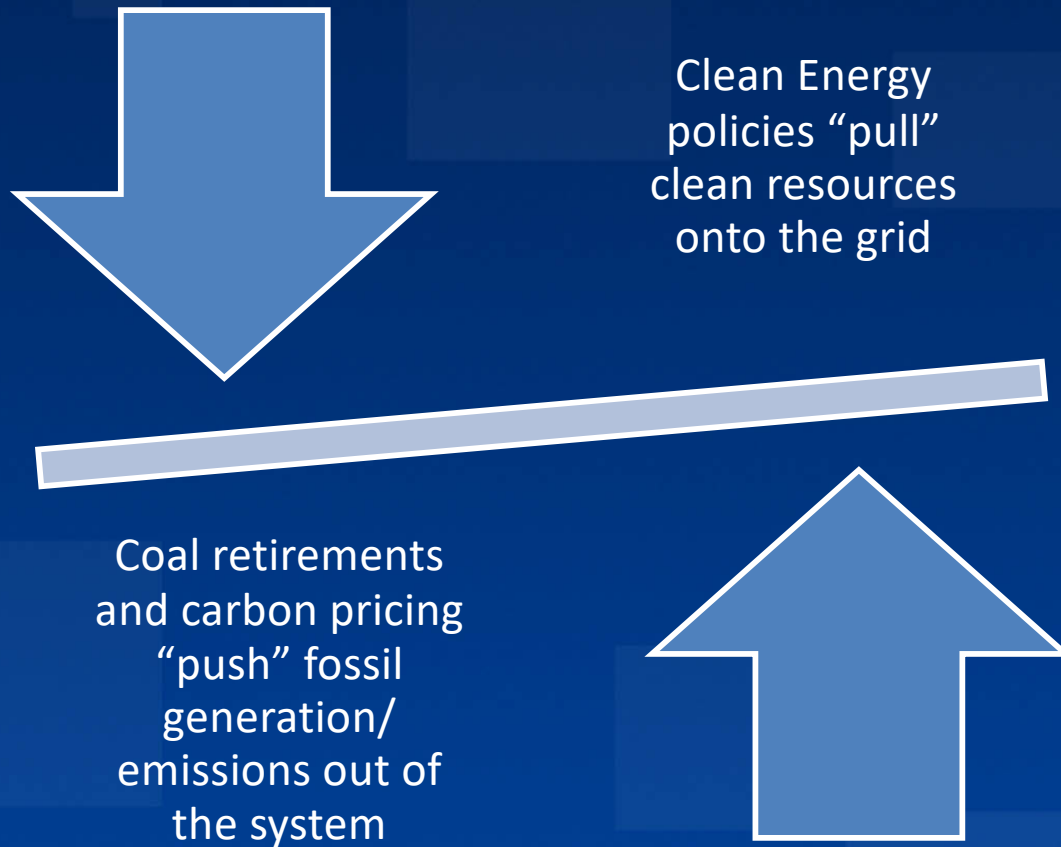 Clean Energy
policies “pull”
clean resources
onto the grid
Coal retirements
and carbon pricing
“push” fossil
generation/
emissions out of
the system